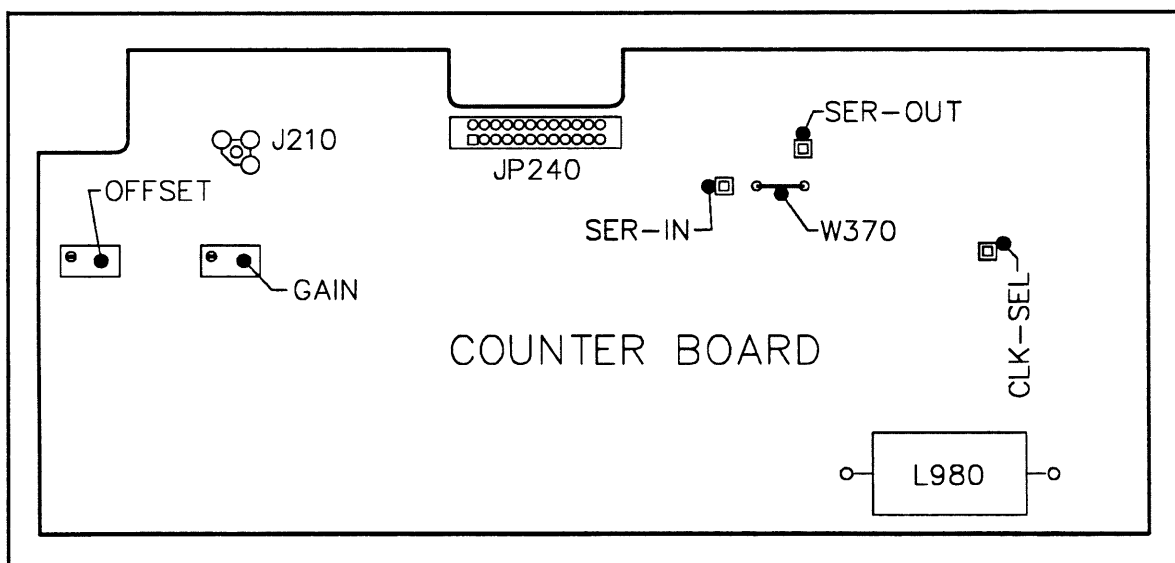 SER-OUT
J210
JP240
OFFSET
SER-IN
W370
GAIN
CLK-SEL
COUNTER BOARD
L980